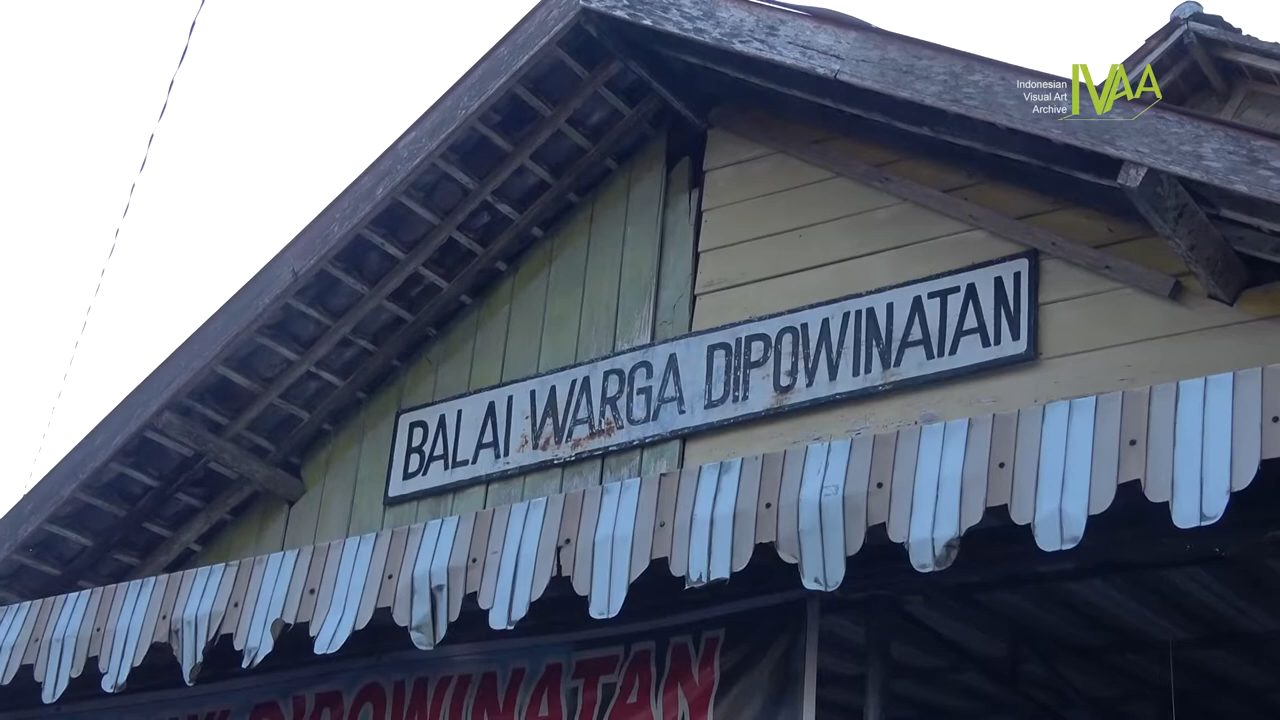 Indonesian
Visual Art
Archive
IVAA
BALAI WARGA DIPOWINATAN
DIPOWINATAN